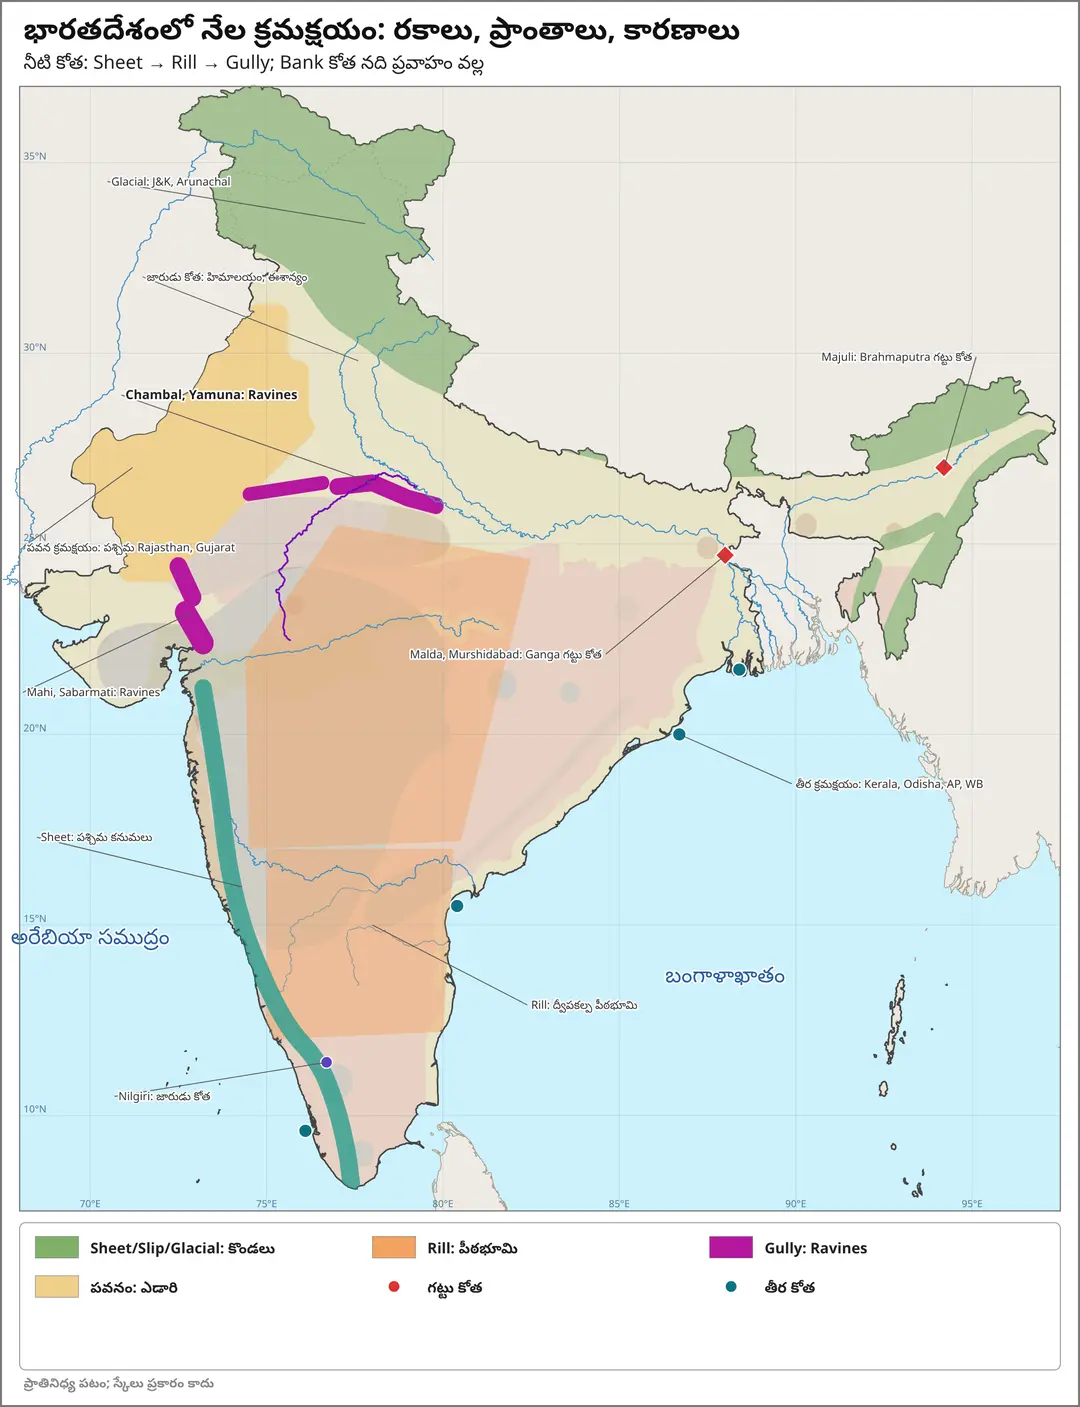 భారతదేశంలో నేల క్రమక్షయం: రకాలు, ప్రాంతాలు, కారణాలు
నీటి కోత: Sheet → Rill → Gully; Bank కోత నది ప్రవాహం వల్ల
35°N
Glacial: J&K, Arunachal
జారుడు కోత: హిమాలయం, ఈశాన్యం
30°N
Majuli: Brahmaputra గట్టు కోత
Chambal, Yamuna: Ravines
25°N
పవన క్రమక్షయం: పశ్చిమ Rajasthan, Gujarat
Malda, Murshidabad: Ganga గట్టు కోత
Mahi, Sabarmati: Ravines
20°N
తీర క్రమక్షయం: Kerala, Odisha, AP, WB
Sheet: పశ్చిమ కనుమలు
15°N
అరేబియా సముద్రం
బంగాళాఖాతం
Rill: ద్వీపకల్ప పీఠభూమి
Nilgiri: జారుడు కోత
10°N
70°E 75°E 80°E 85°E 90°E 95°E
Sheet/Slip/Glacial: కొండలు
Rill: పీఠభూమి
Gully: Ravines
పవనం: ఎడారి
గట్టు కోత
తీర కోత
ప్రాతినిధ్య పటం; స్కేలు ప్రకారం కాదు